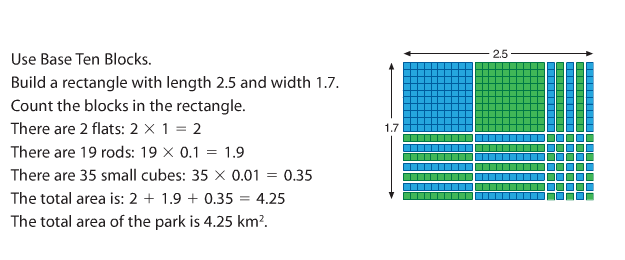 Use Base Ten Blocks.
Build a rectangle with length 2.5 and width 1.7.
Count the blocks in the rectangle.
There are 2 flats: 2 × 1 = 2
There are 19 rods: 19 × 0.1 = 1.9
There are 35 small cubes: 35 × 0.01 = 0.35
The total area is: 2 + 1.9 + 0.35 = 4.25
The total area of the park is 4.25 km².
2.5
1.7